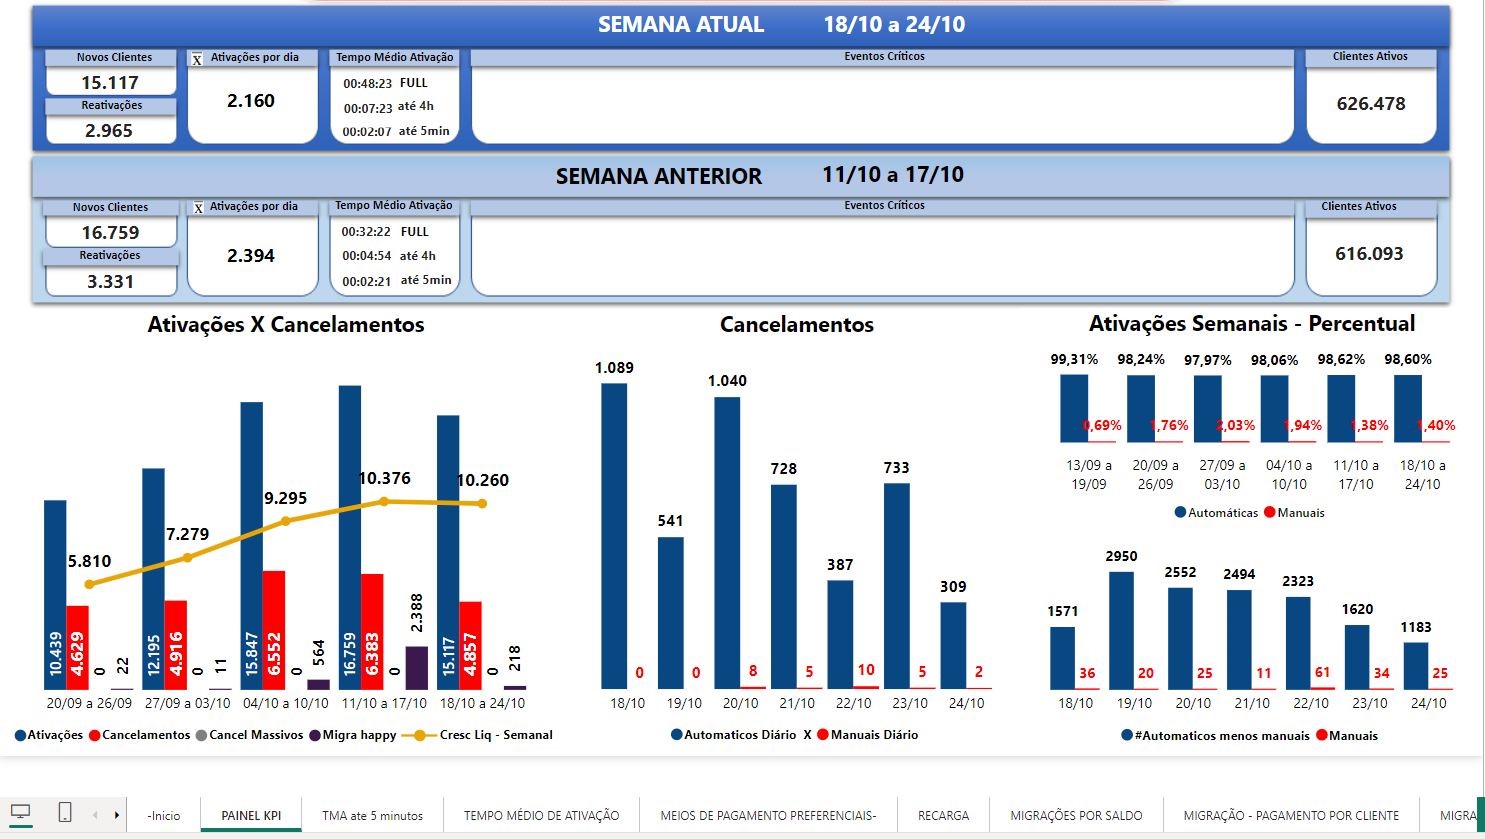 SEMANA ATUAL 18/10 a 24/10
Novos Clientes
15.117
Reativações
2.965
X Ativações por dia
2.160
Tempo Médio Ativação
00:48:23 FULL
00:07:23 até 4h
00:02:07 até 5min
Eventos Críticos
Clientes Ativos
626.478
SEMANA ANTERIOR 11/10 a 17/10
Novos Clientes
16.759
Reativações
3.331
X Ativações por dia
2.394
Tempo Médio Ativação
00:32:22 FULL
00:04:54 até 4h
00:02:21 até 5min
Eventos Críticos
Clientes Ativos
616.093
Ativações X Cancelamentos
5.810 7.279 9.295 10.376 10.260
10.439 4.629 0 22
12.195 4.916 0 11
15.847 6.552 0 564
16.759 6.383 0 2.388
15.117 4.857 0 218
20/09 a 26/09 27/09 a 03/10 04/10 a 10/10 11/10 a 17/10 18/10 a 24/10
Ativações Cancelamentos Cancel Massivos Migra happy Cresc Liq - Semanal
Cancelamentos
1.089 541 1.040 728 387 733 309
0 0 8 5 10 5 2
18/10 19/10 20/10 21/10 22/10 23/10 24/10
Automaticos Diário X Manuais Diário
Ativações Semanais - Percentual
99,31% 98,24% 97,97% 98,06% 98,62% 98,60%
0,69% 1,76% 2,03% 1,94% 1,38% 1,40%
13/09 a 20/09 a 27/09 a 04/10 a 11/10 a 18/10 a
19/09 26/09 03/10 10/10 17/10 24/10
Automáticas Manuais
1571 2950 2552 2494 2323 1620 1183
36 20 25 11 61 34 25
18/10 19/10 20/10 21/10 22/10 23/10 24/10
#Automaticos menos manuais Manuais
-Inicio PAINEL KPI TMA ate 5 minutos TEMPO MÉDIO DE ATIVAÇÃO MEIOS DE PAGAMENTO PREFERENCIAIS- RECARGA MIGRAÇÕES POR SALDO MIGRAÇÃO - PAGAMENTO POR CLIENTE MIGRA